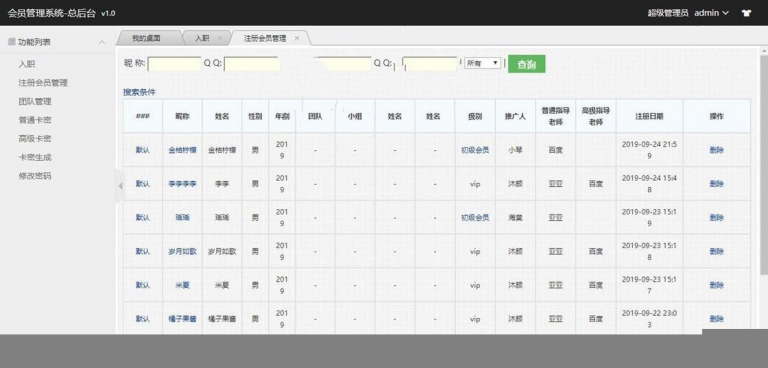 会员管理系统-总后台 v1.0
超级管理员 admin
功能列表
入职
注册会员管理
团队管理
普通卡密
高级卡密
卡密生成
修改密码
我的桌面 入职 × 注册会员管理 ×
昵 称: Q Q: Q Q: 所有 查询
搜索条件
### 昵称 姓名 性别 年龄 团队 小组 姓名 姓名 级别 推广人 普通指导老师 高级指导老师 注册日期 操作
默认 金桔柠檬 金桔柠檬 男 2019 - - - - 初级会员 小琴 百度 2019-09-24 21:59 删除
默认 季季季季 季季 男 2019 - - - - vip 沐颜 亚亚 百度 2019-09-24 15:48 删除
默认 瑶瑶 瑶瑶 男 2019 - - - - 初级会员 海棠 亚亚 2019-09-23 15:19 删除
默认 岁月如歌 岁月如歌 男 2019 - - - - vip 沐颜 亚亚 百度 2019-09-23 15:18 删除
默认 米夏 米夏 男 2019 - - - - vip 沐颜 亚亚 百度 2019-09-23 15:17 删除
默认 橘子果酱 橘子果酱 男 2019 - - - - vip 沐颜 亚亚 百度 2019-09-22 23:03 删除